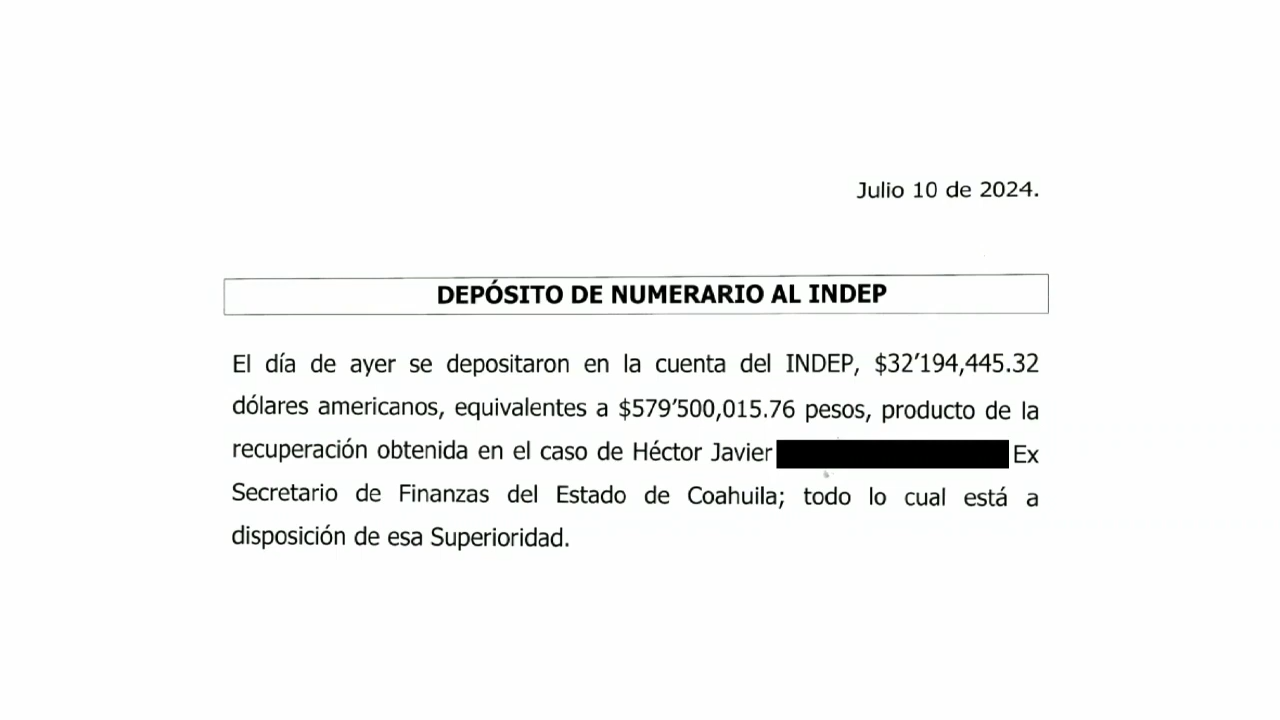 Julio 10 de 2024.
DEPÓSITO DE NUMERARIO AL INDEP
El día de ayer se depositaron en la cuenta del INDEP, $32’194,445.32
dólares americanos, equivalentes a $579’500,015.76 pesos, producto de la
recuperación obtenida en el caso de Héctor Javier Ex
Secretario de Finanzas del Estado de Coahuila; todo lo cual está a
disposición de esa Superioridad.